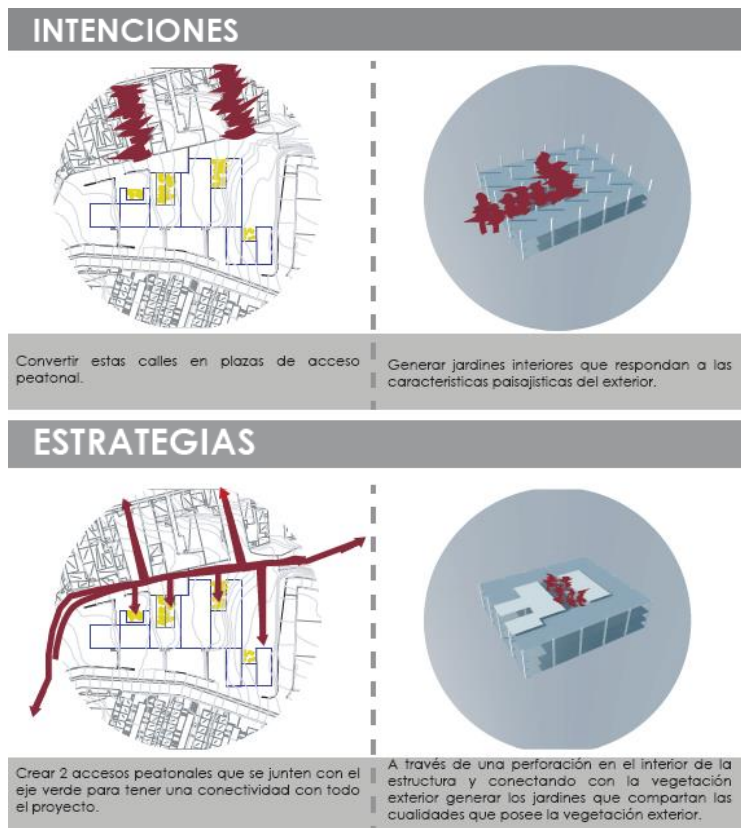 INTENCIONES
Convertir estas calles en plazas de acceso
peatonal.
Generar jardines interiores que respondan a las
caracteristicas paisajisticas del exterior.
ESTRATEGIAS
Crear 2 accesos peatonales que se junten con el
eje verde para tener una conectividad con todo
el proyecto.
A través de una perforación en el interior de la
estructura y conectando con la vegetación
exterior generar los jardines que compartan las
cualidades que posee la vegetación exterior.